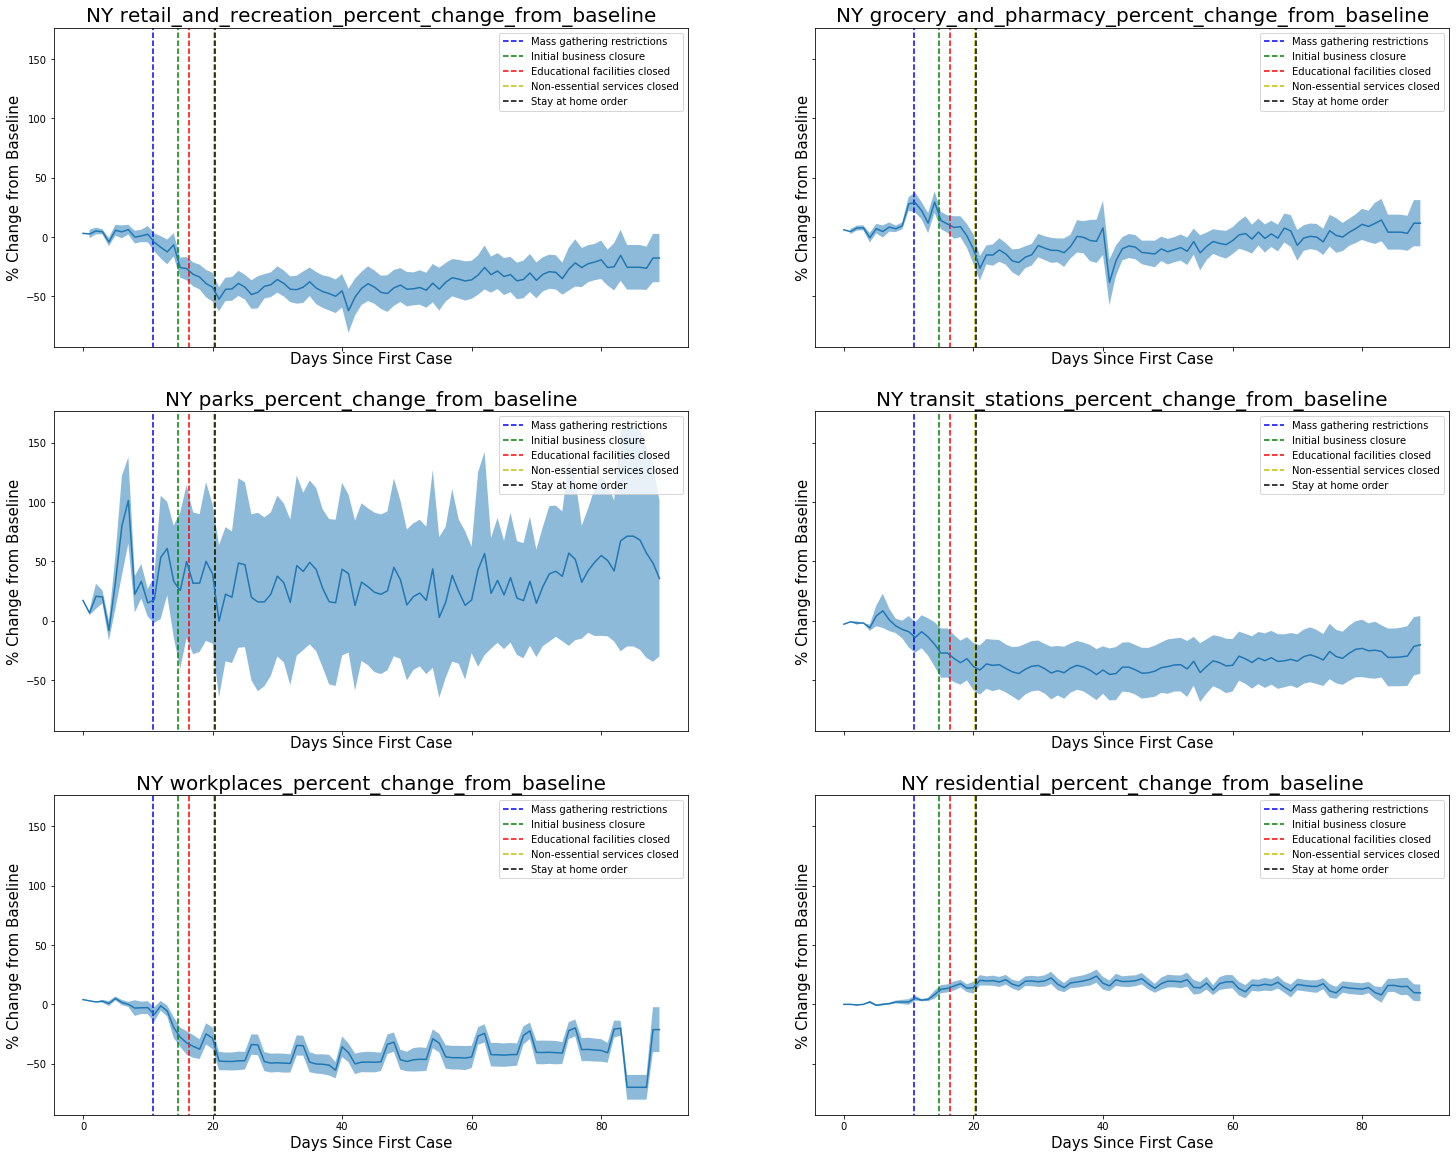 NY retail_and_recreation_percent_change_from_baseline
% Change from Baseline
150
100
50
0
−50
Mass gathering restrictions
Initial business closure
Educational facilities closed
Non-essential services closed
Stay at home order
Days Since First Case
NY grocery_and_pharmacy_percent_change_from_baseline
% Change from Baseline
Mass gathering restrictions
Initial business closure
Educational facilities closed
Non-essential services closed
Stay at home order
Days Since First Case
NY parks_percent_change_from_baseline
% Change from Baseline
150
100
50
0
−50
Mass gathering restrictions
Initial business closure
Educational facilities closed
Non-essential services closed
Stay at home order
Days Since First Case
NY transit_stations_percent_change_from_baseline
% Change from Baseline
Mass gathering restrictions
Initial business closure
Educational facilities closed
Non-essential services closed
Stay at home order
Days Since First Case
NY workplaces_percent_change_from_baseline
% Change from Baseline
150
100
50
0
−50
Mass gathering restrictions
Initial business closure
Educational facilities closed
Non-essential services closed
Stay at home order
0 20 40 60 80
Days Since First Case
NY residential_percent_change_from_baseline
% Change from Baseline
Mass gathering restrictions
Initial business closure
Educational facilities closed
Non-essential services closed
Stay at home order
0 20 40 60 80
Days Since First Case